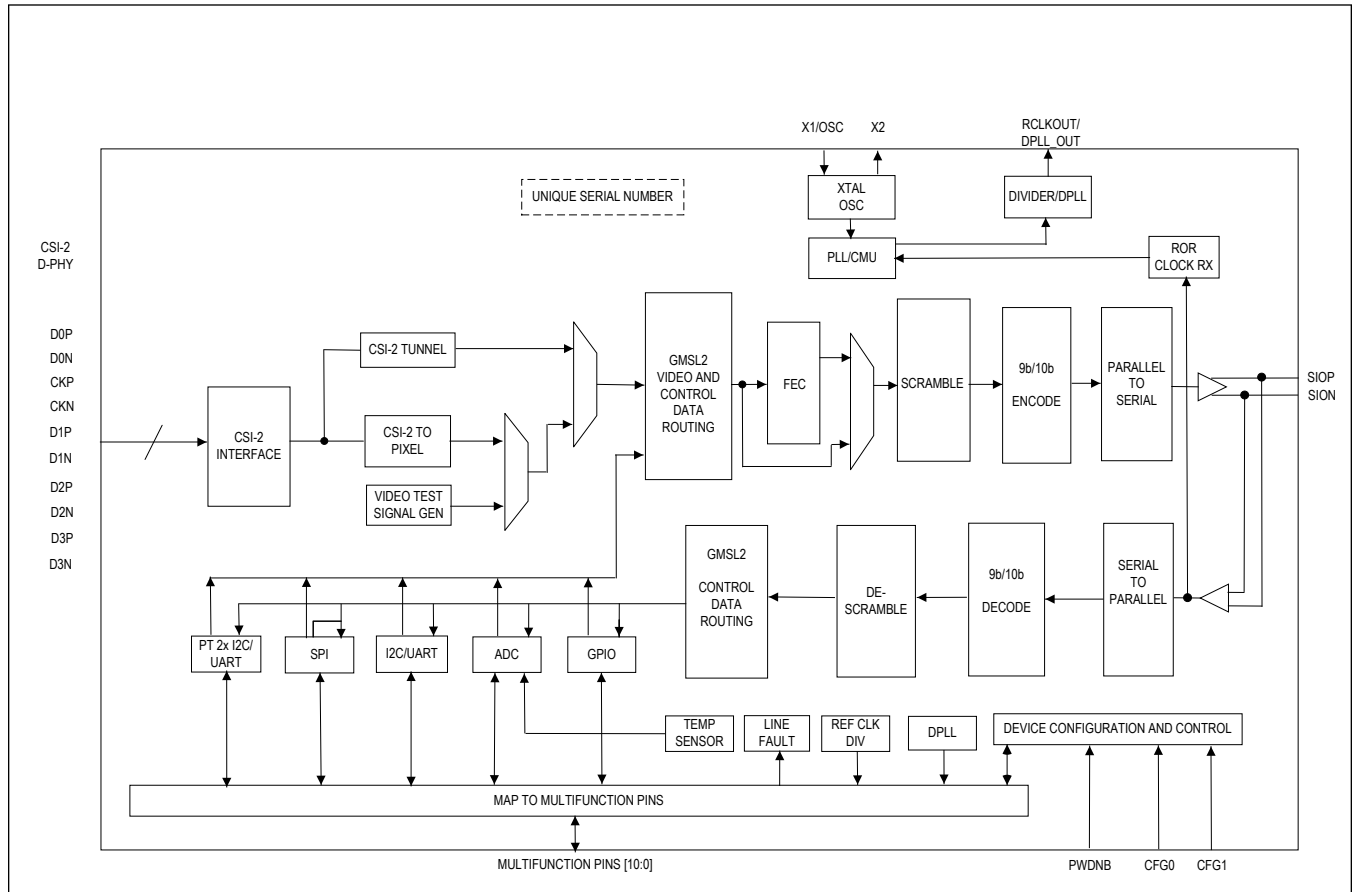 X1/OSC
X2
RCLKOUT/
DPLL_OUT
UNIQUE SERIAL NUMBER
XTAL
OSC
DIVIDER/DPLL
CSI-2
D-PHY
PLL/CMU
ROR
CLOCK RX
D0P
D0N
CKP
CKN
D1P
D1N
D2P
D2N
D3P
D3N
CSI-2
INTERFACE
CSI-2 TUNNEL
CSI-2 TO
PIXEL
VIDEO TEST
SIGNAL GEN
GMSL2
VIDEO AND
CONTROL
DATA
ROUTING
FEC
SCRAMBLE
9b/10b
ENCODE
PARALLEL
TO
SERIAL
SIOP
SION
GMSL2
CONTROL
DATA
ROUTING
DE-
SCRAMBLE
9b/10b
DECODE
SERIAL
TO
PARALLEL
PT 2x I2C/
UART
SPI
I2C/UART
ADC
GPIO
TEMP
SENSOR
LINE
FAULT
REF CLK
DIV
DPLL
DEVICE CONFIGURATION AND CONTROL
MAP TO MULTIFUNCTION PINS
MULTIFUNCTION PINS [10:0]
PWDNB
CFG0
CFG1